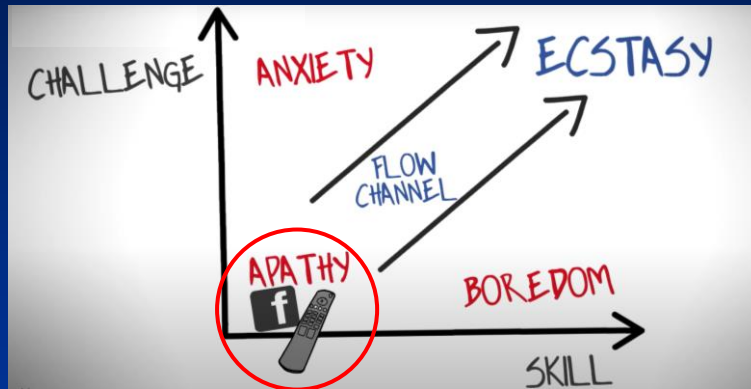 CHALLENGE
ANXIETY
ECSTASY
FLOW
CHANNEL
APATHY
f
BOREDOM
SKILL